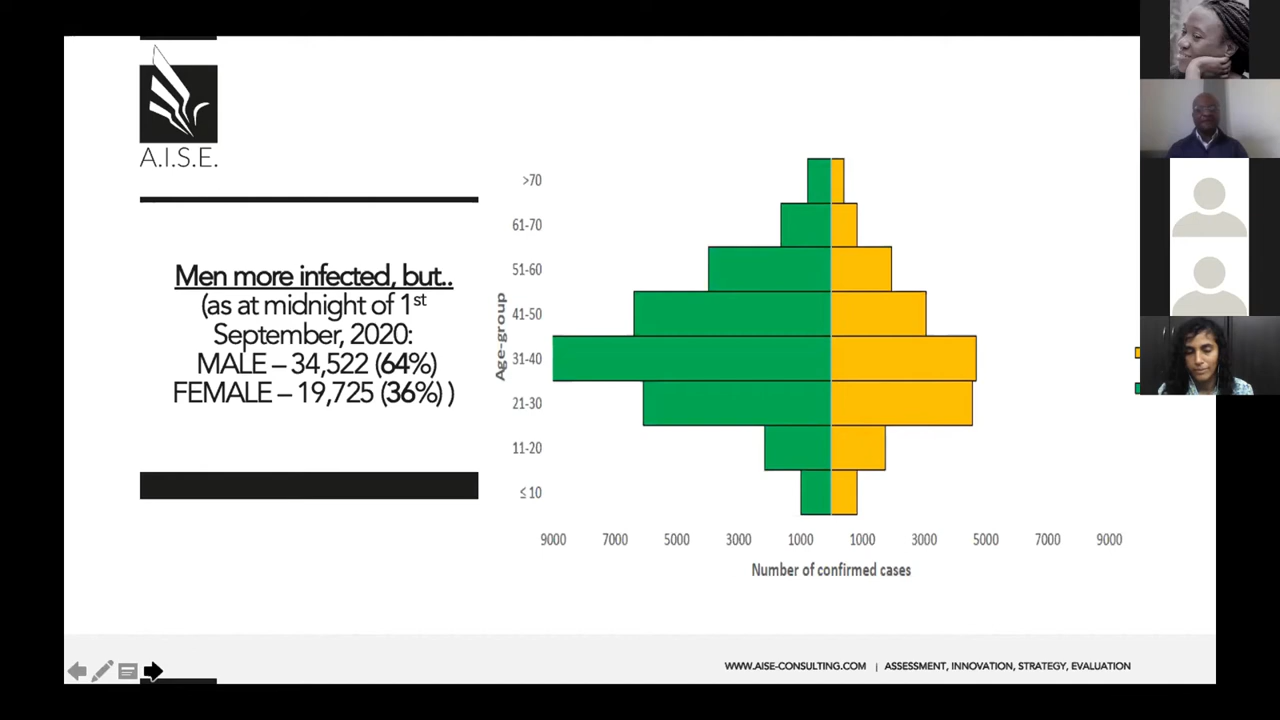 A.I.S.E.
Men more infected, but..
(as at midnight of 1st
September, 2020:
MALE – 34,522 (64%)
FEMALE – 19,725 (36%) )
Age-group
>70
61-70
51-60
41-50
31-40
21-30
11-20
≤ 10
9000 7000 5000 3000 1000 1000 3000 5000 7000 9000
Number of confirmed cases
WWW.AISE-CONSULTING.COM | ASSESSMENT, INNOVATION, STRATEGY, EVALUATION